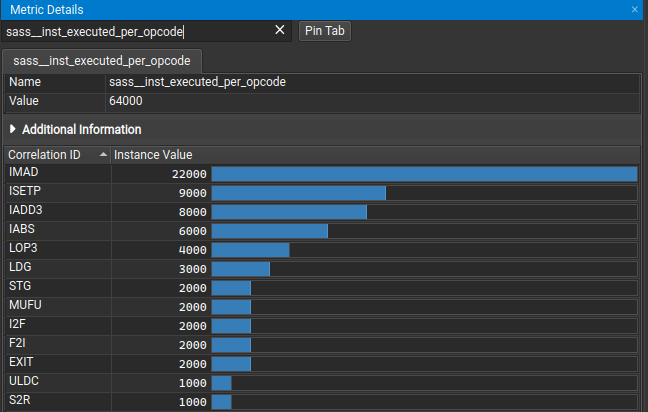 Metric Details ×
sass__inst_executed_per_opcode × Pin Tab
sass__inst_executed_per_opcode
Name sass__inst_executed_per_opcode
Value 64000
Additional Information
Correlation ID Instance Value
IMAD 22000
ISETP 9000
IADD3 8000
IABS 6000
LOP3 4000
LDG 3000
STG 2000
MUFU 2000
I2F 2000
F2I 2000
EXIT 2000
ULDC 1000
S2R 1000